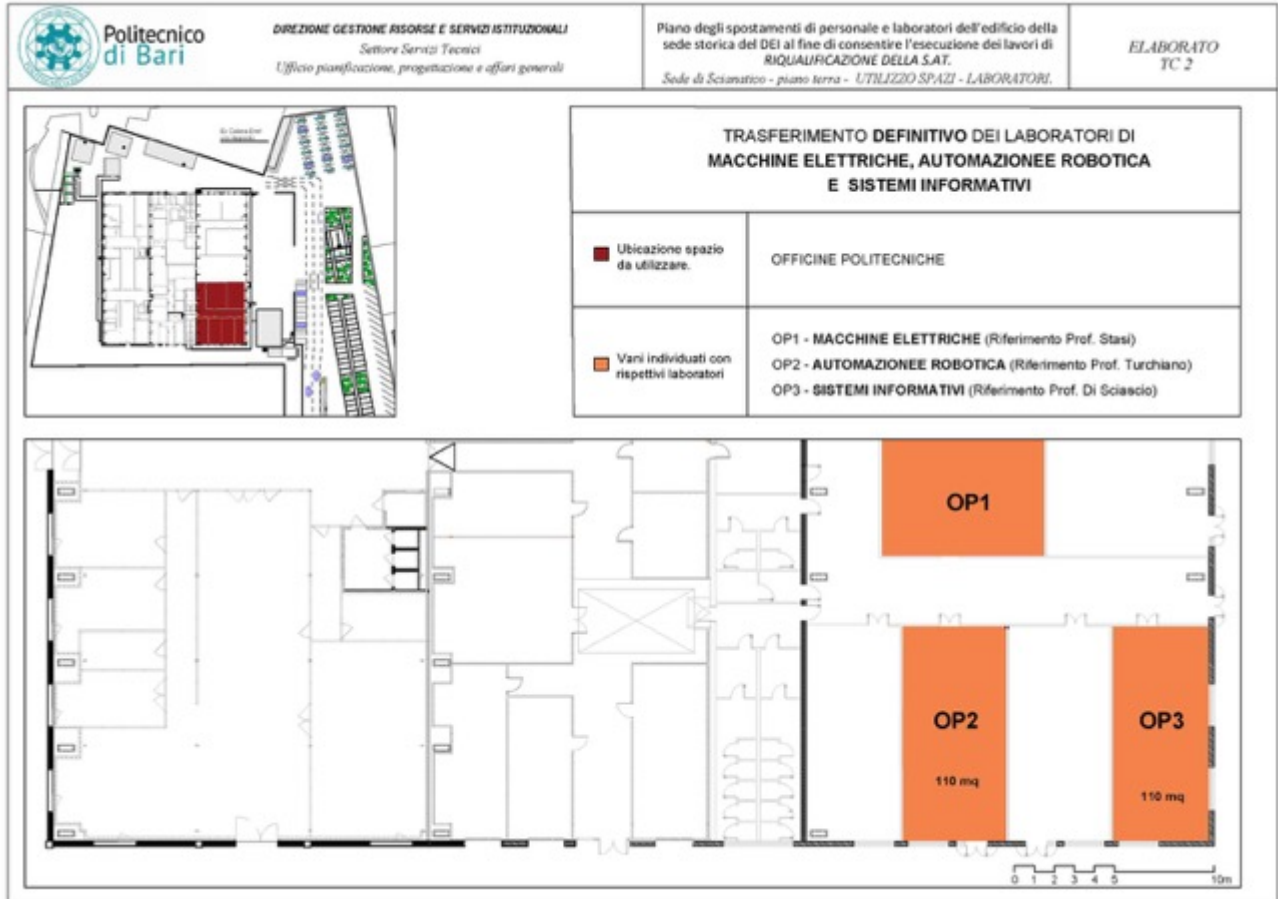 Politecnico
di Bari
DIREZIONE GESTIONE RISORSE E SERVIZI ISTITUZIONALI
Settore Servizi Tecnici
Ufficio pianificazione, progettazione e affari generali
Piano degli spostamenti di personale e laboratori dell'edificio della
sede storica del DEI al fine di consentire l'esecuzione dei lavori di
RIQUALIFICAZIONE DELLA S.AT.
Sede di Scianatico - piano terra - UTILIZZO SPAZI - LABORATORI.
ELABORATO
TC 2
TRASFERIMENTO DEFINITIVO DEI LABORATORI DI
MACCHINE ELETTRICHE, AUTOMAZIONEE ROBOTICA
E SISTEMI INFORMATIVI
Ubicazione spazio
da utilizzare.
OFFICINE POLITECNICHE
Vani individuati con
rispettivi laboratori
OP1 - MACCHINE ELETTRICHE (Riferimento Prof. Stasi)
OP2 - AUTOMAZIONEE ROBOTICA (Riferimento Prof. Turchiano)
OP3 - SISTEMI INFORMATIVI (Riferimento Prof. Di Sciascio)
OP1
OP2
OP3
110 mq
110 mq
0 1 2 3 4 5 10m